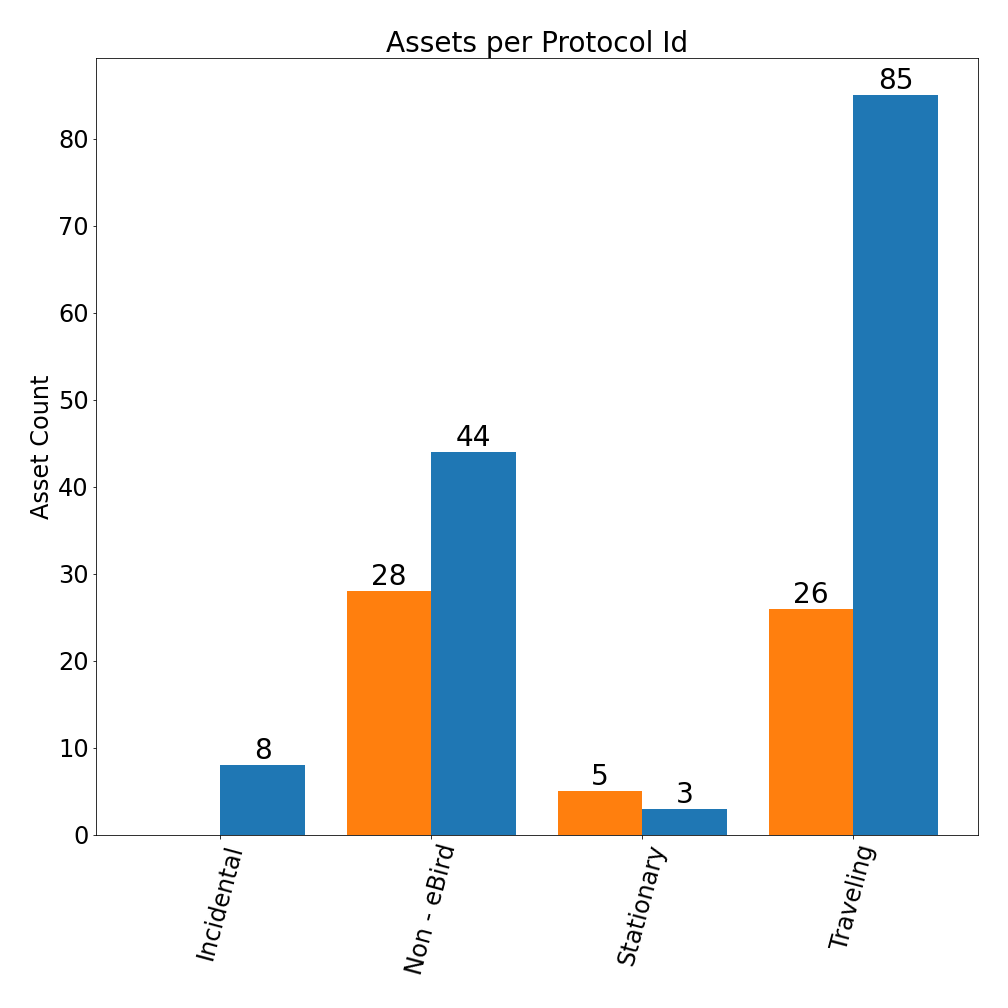 Assets per Protocol Id
Asset Count
80
70
60
50
40
30
20
10
0
8
28
44
5
3
26
85
Incidental
Non - eBird
Stationary
Traveling